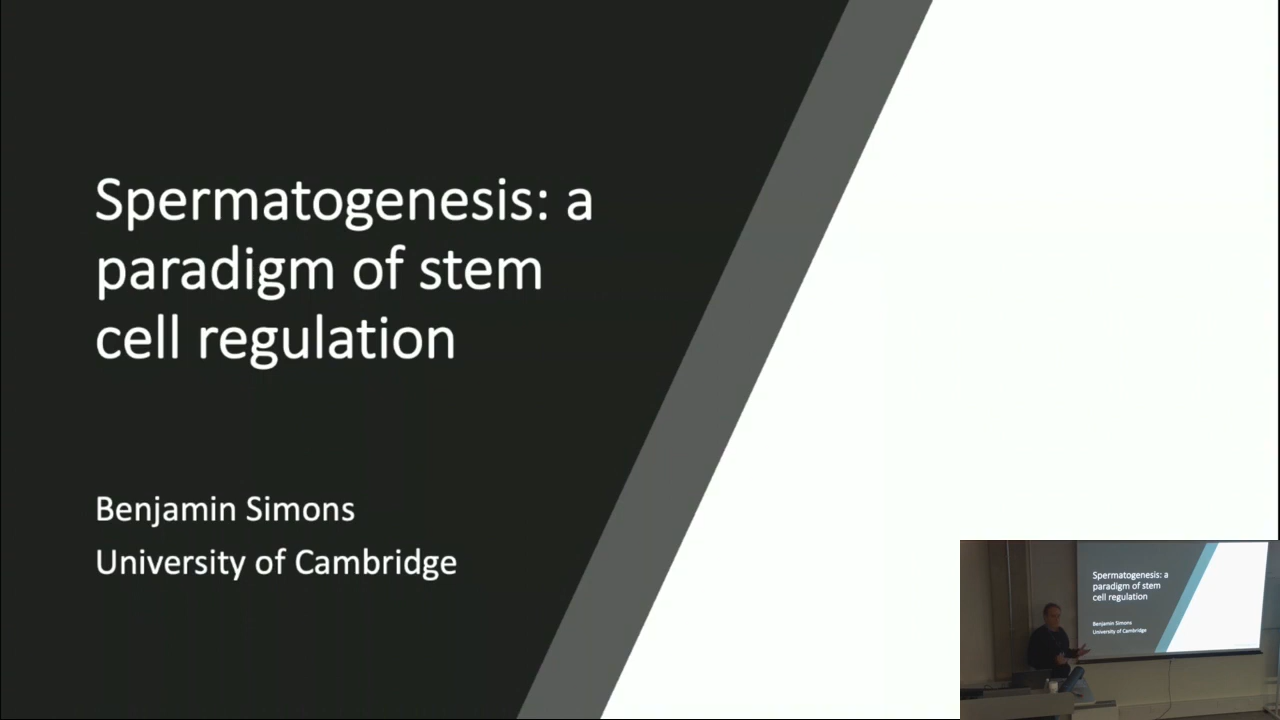 Spermatogenesis: a
paradigm of stem
cell regulation
Benjamin Simons
University of Cambridge
Spermatogenesis: a
paradigm of stem
cell regulation
Benjamin Simons
University of Cambridge